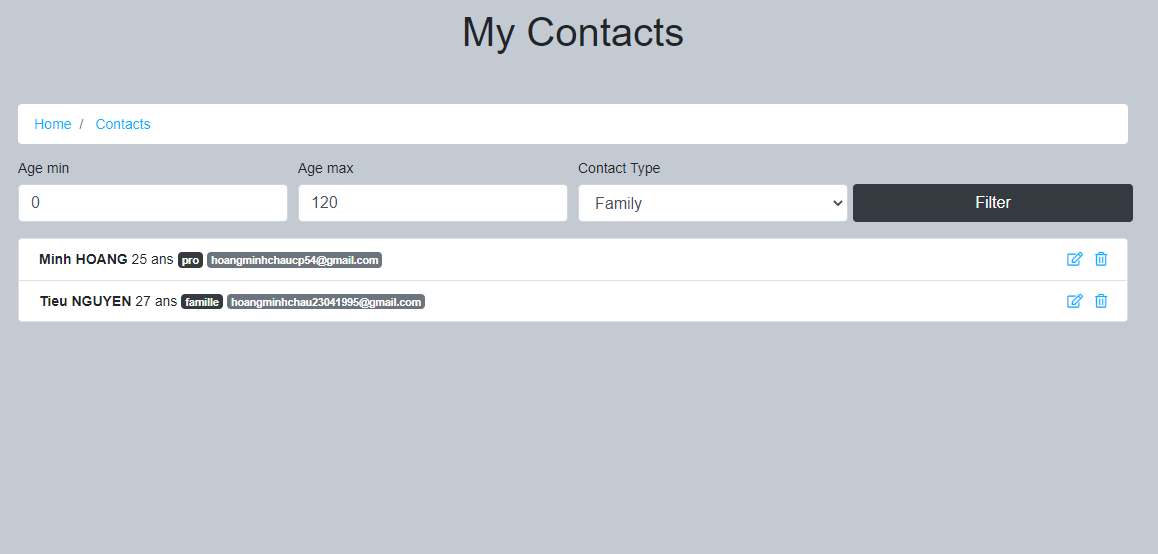 My Contacts
Home / Contacts
Age min Age max Contact Type
0 120 Family Filter
Minh HOANG 25 ans pro hoangminhchaucp54@gmail.com
Tieu NGUYEN 27 ans famille hoangminhchau23041995@gmail.com